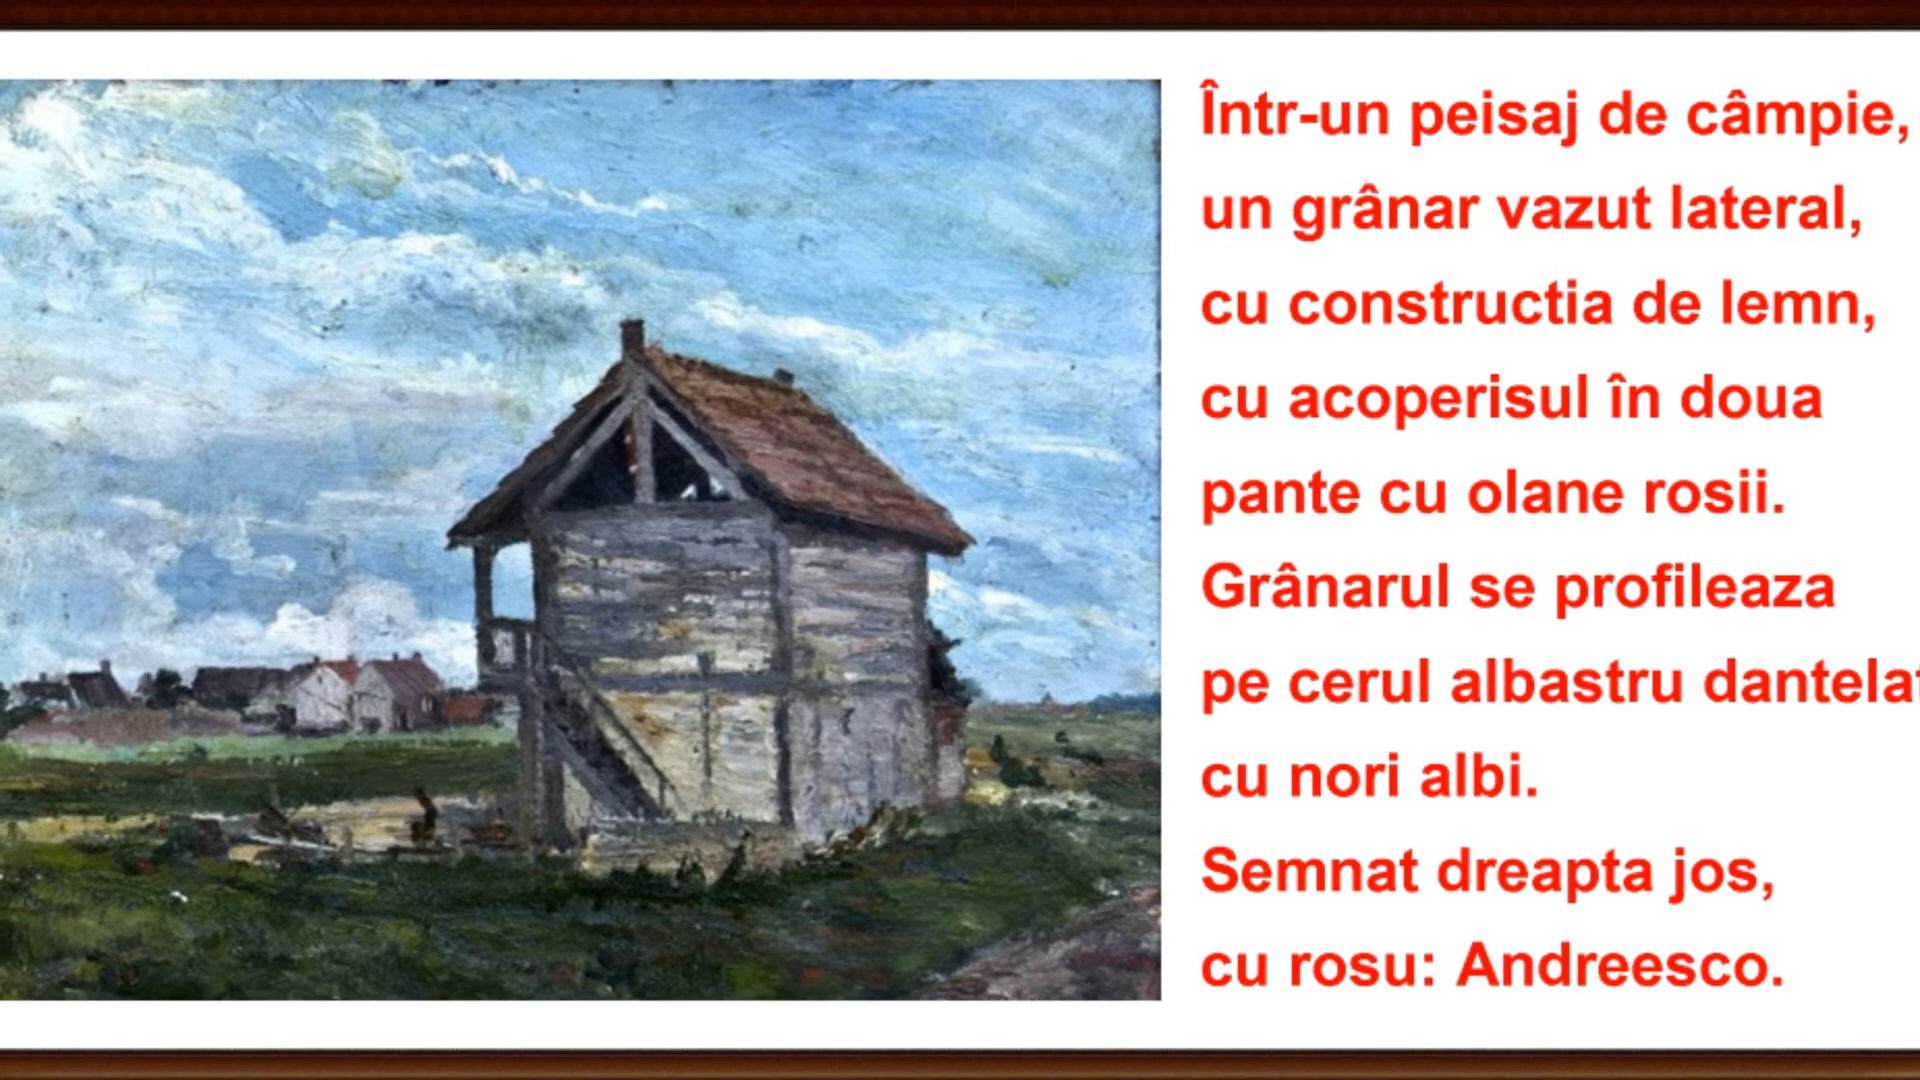 Într-un peisaj de câmpie,
un grânar vazut lateral,
cu constructia de lemn,
cu acoperisul în doua
pante cu olane rosii.
Grânarul se profileaza
pe cerul albastru dantelat
cu nori albi.
Semnat dreapta jos,
cu rosu: Andreesco.